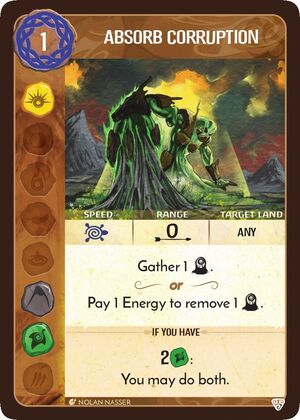 1 ABSORB CORRUPTION
SPEED RANGE TARGET LAND
0 ANY
Gather 1 .
or
Pay 1 Energy to remove 1 .
IF YOU HAVE
2 :
You may do both.
NOLAN NASSER